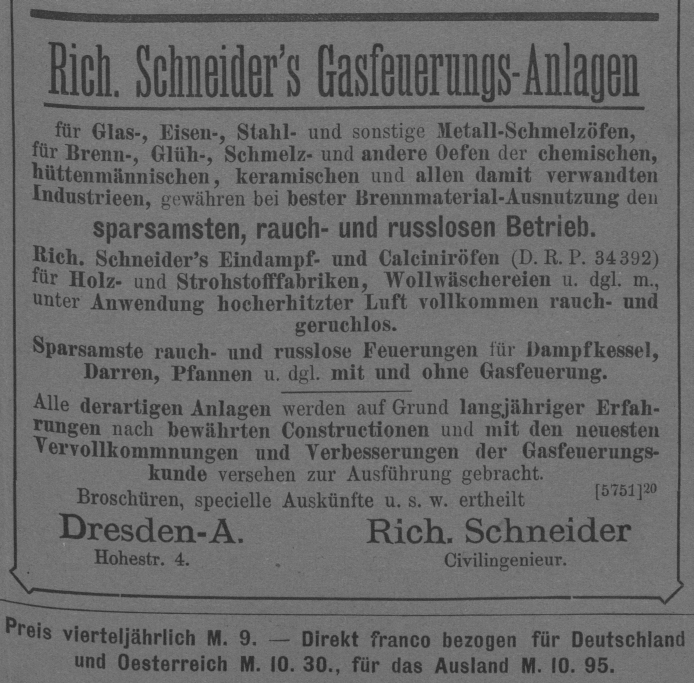 Rich. Schneider's Gasfeuerungs-Anlagen
für Glas-, Eisen-, Stahl- und sonstige Metall-Schmelzöfen,
für Brenn-, Glüh-, Schmelz- und andere Oefen der chemischen,
hüttenmännischen, keramischen und allen damit verwandten
Industrieen, gewähren bei bester Brennmaterial-Ausnutzung den
sparsamsten, rauch- und russlosen Betrieb.
Rich. Schneider's Eindampf- und Calciniröfen (D. R. P. 34392)
für Holz- und Strohstofffabriken, Wollwäschereien u. dgl. m.,
unter Anwendung hocherhitzter Luft vollkommen rauch- und
geruchlos.
Sparsamste rauch- und russlose Feuerungen für Dampfkessel,
Darren, Pfannen u. dgl. mit und ohne Gasfeuerung.
Alle derartigen Anlagen werden auf Grund langjähriger Erfah-
rungen nach bewährten Constructionen und mit den neuesten
Vervollkommnungen und Verbesserungen der Gasfeuerungs-
kunde versehen zur Ausführung gebracht.
Broschüren, specielle Auskünfte u. s. w. ertheilt [5751]20
Dresden-A. Rich. Schneider
Hohestr. 4. Civilingenieur.
Preis vierteljährlich M. 9. — Direkt franco bezogen für Deutschland
und Oesterreich M. 10. 30., für das Ausland M. 10. 95.